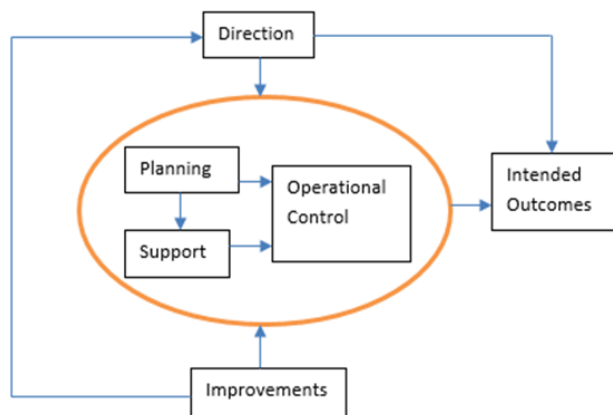 Direction
Planning
Operational
Control
Support
Intended
Outcomes
Improvements